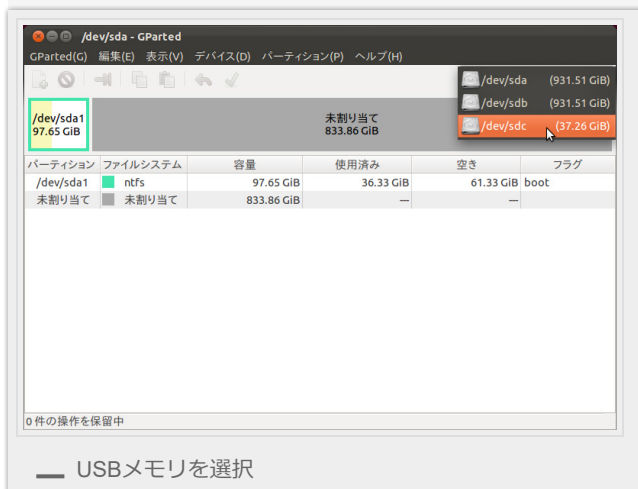 /dev/sda - GParted
GParted(G) 編集(E) 表示(V) デバイス(D) パーティション(P) ヘルプ(H)
/dev/sda (931.51 GiB)
/dev/sdb (931.51 GiB)
/dev/sdc (37.26 GiB)
/dev/sda1
97.65 GiB
未割り当て
833.86 GiB
パーティション ファイルシステム 容量 使用済み 空き フラグ
/dev/sda1 ntfs 97.65 GiB 36.33 GiB 61.33 GiB boot
未割り当て 未割り当て 833.86 GiB --- ---
0 件の操作を保留中
USBメモリを選択